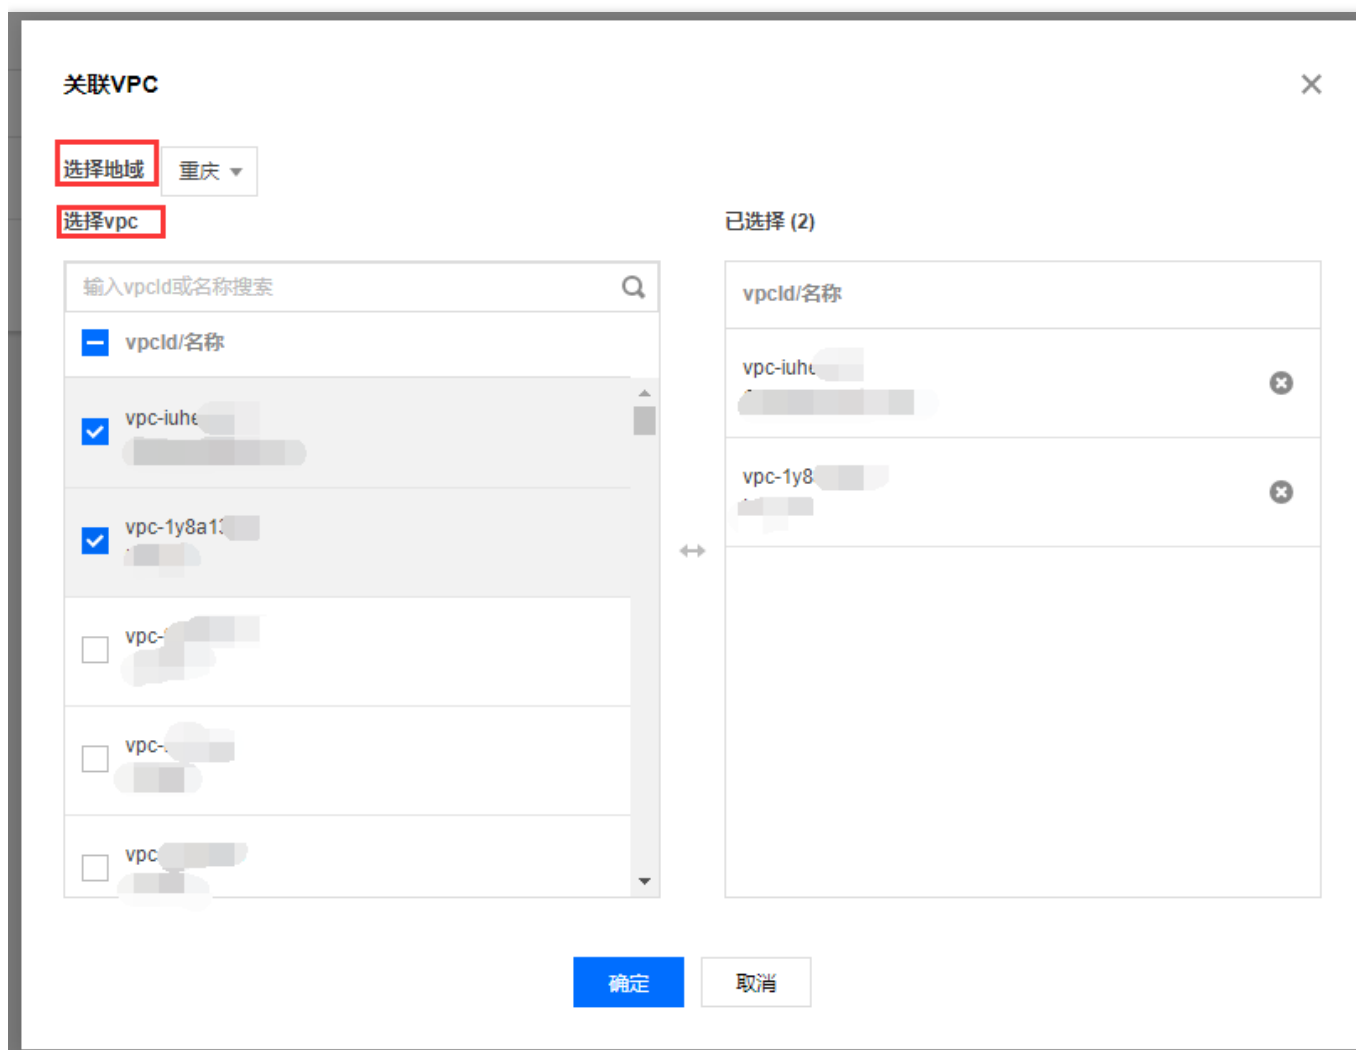 关联VPC
选择地域
重庆
选择vpc
已选择 (2)
输入vpcId或名称搜索
vpcId/名称
vpcId/名称
vpc-iuhe
vpc-1y8a13
vpc-
vpc-
vpc
vpc-iuhe
vpc-1y8
确定
取消